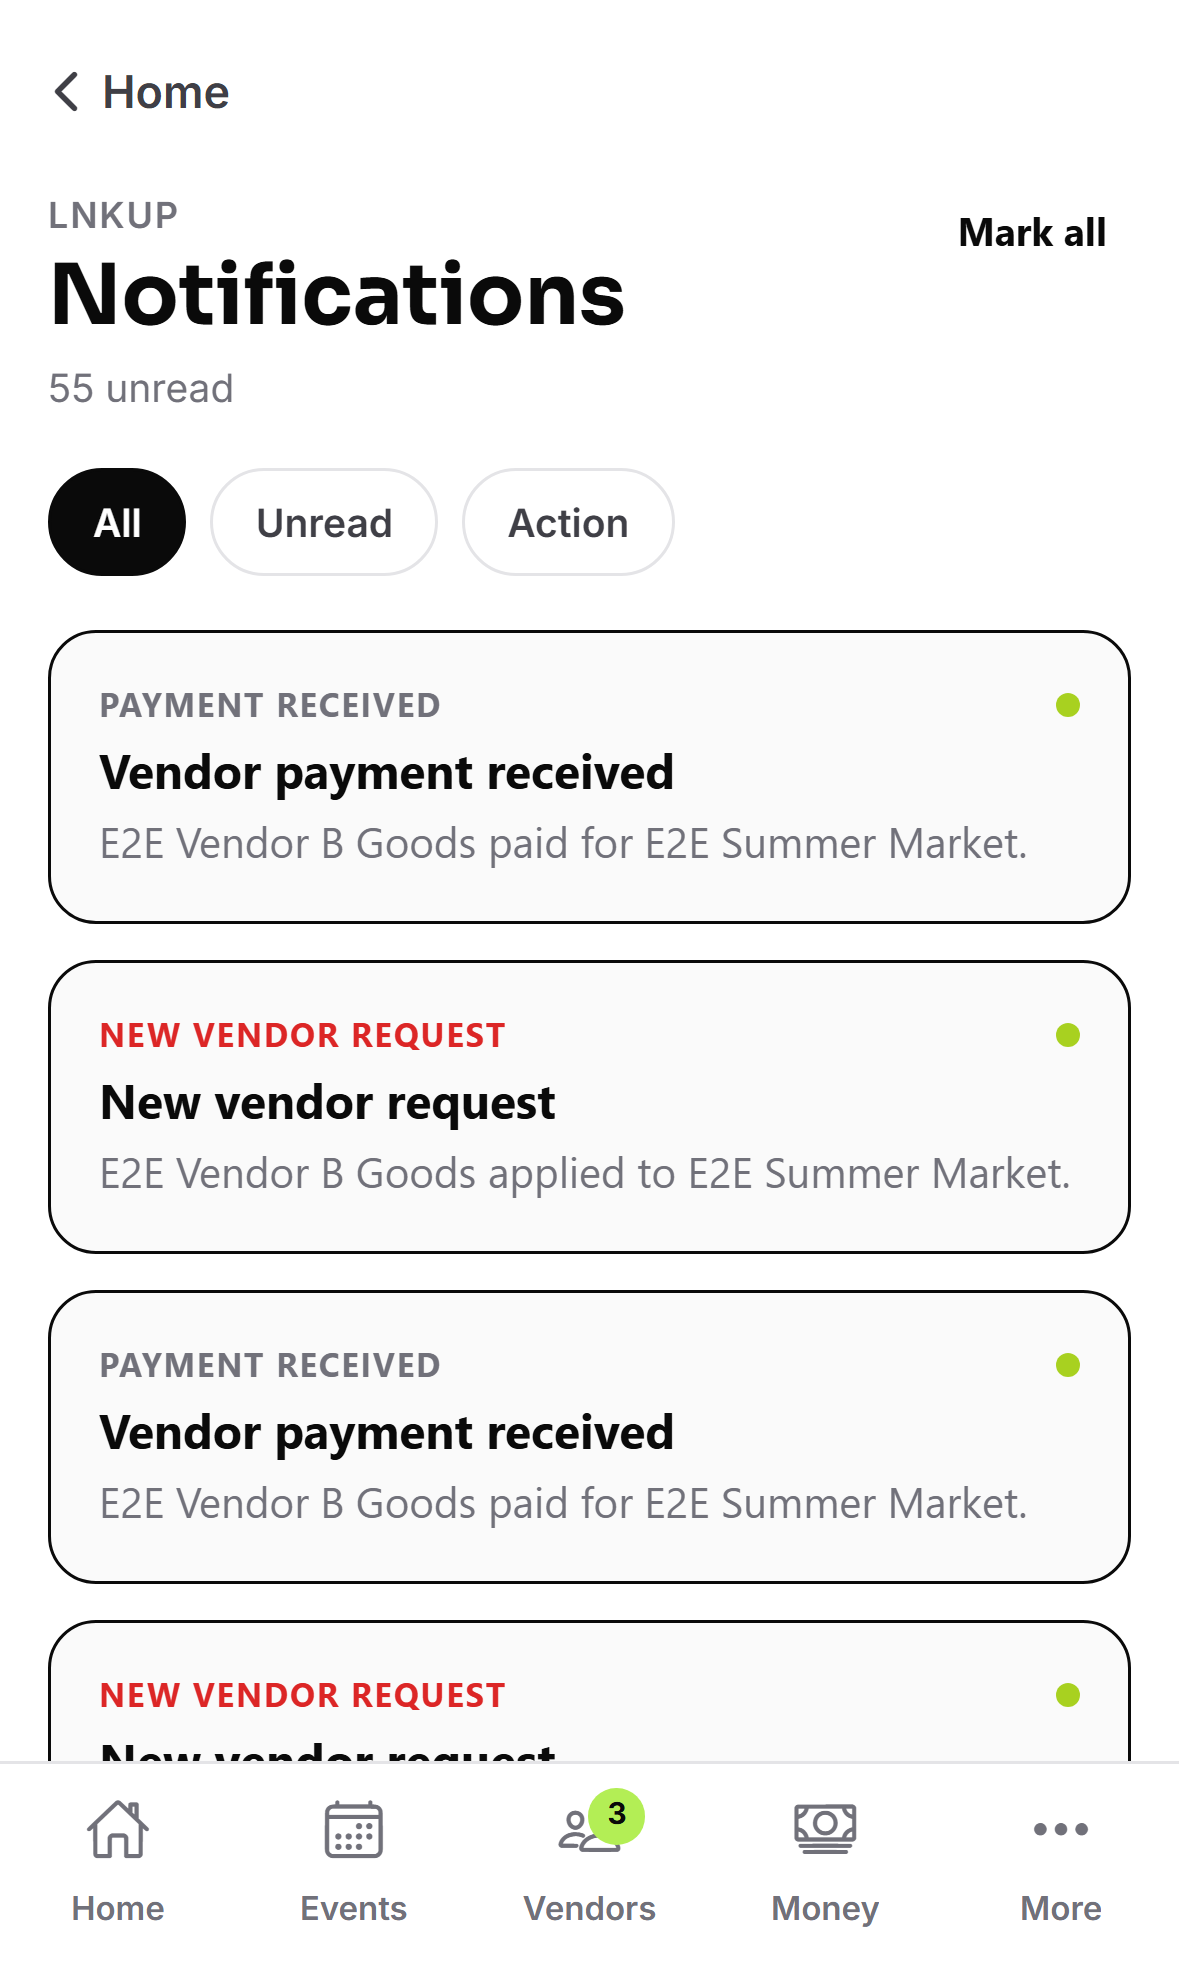 Home
LNKUP
Mark all
Notifications
55 unread
All
Unread
Action
PAYMENT RECEIVED
Vendor payment received
E2E Vendor B Goods paid for E2E Summer Market.
NEW VENDOR REQUEST
New vendor request
E2E Vendor B Goods applied to E2E Summer Market.
PAYMENT RECEIVED
Vendor payment received
E2E Vendor B Goods paid for E2E Summer Market.
NEW VENDOR REQUEST
New vendor request
3
Home
Events
Vendors
Money
More